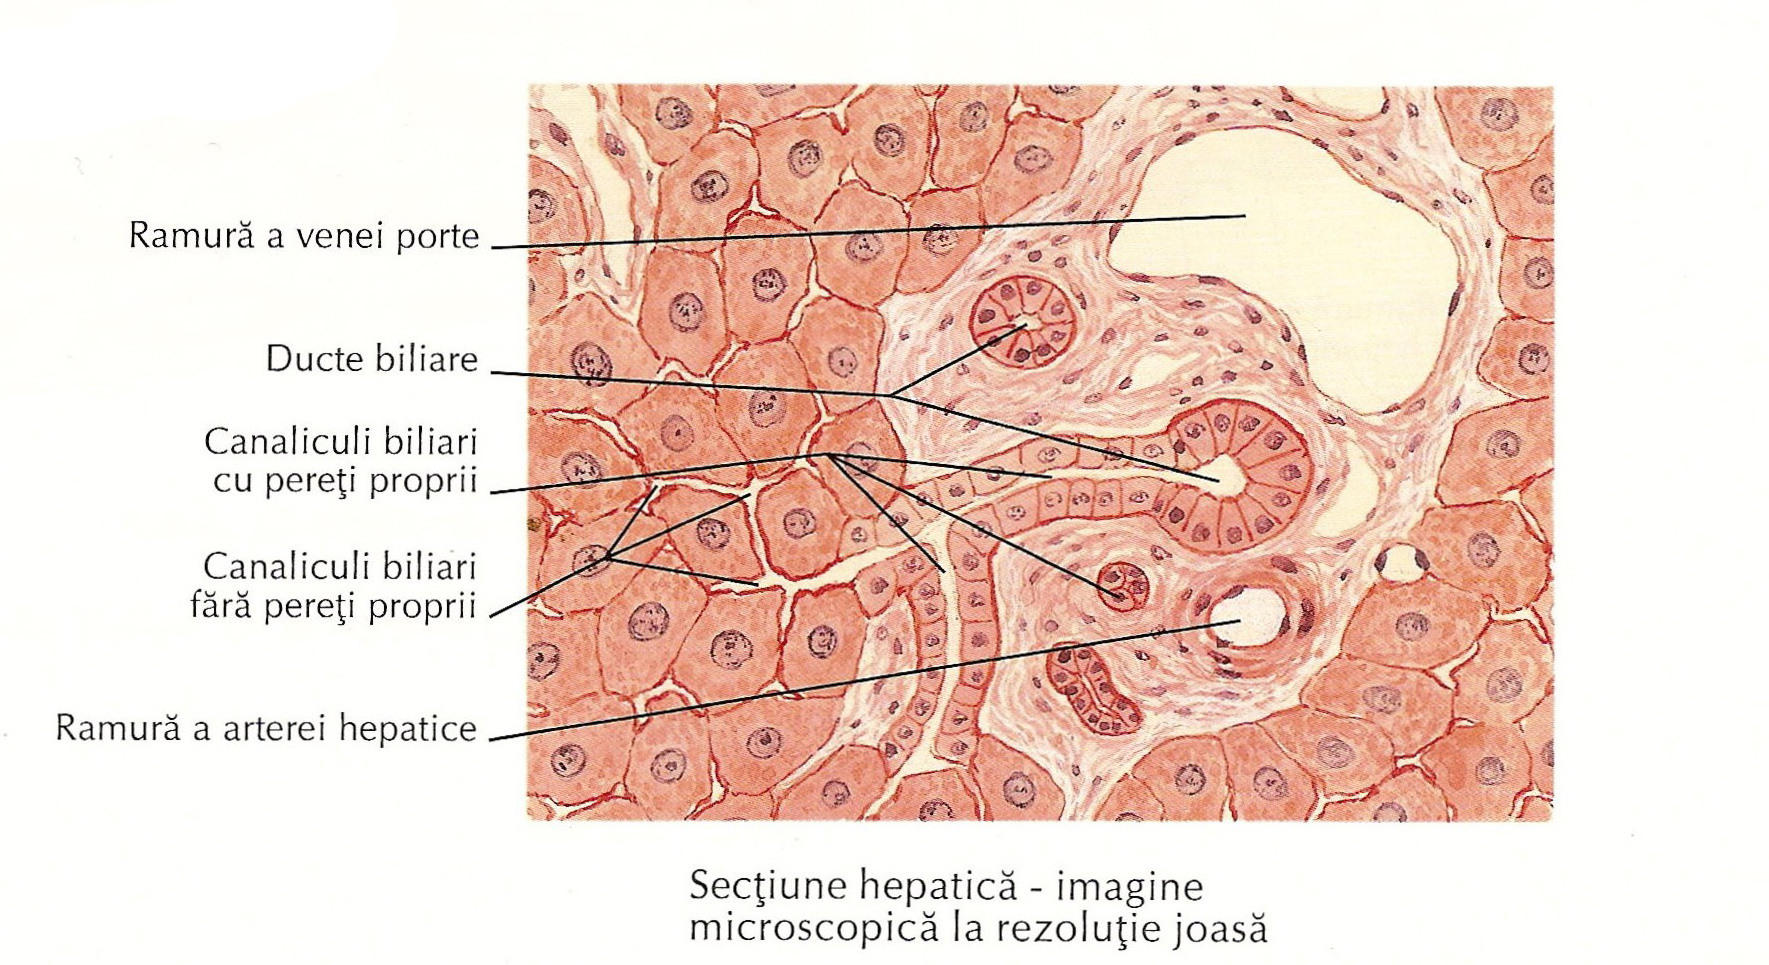 Ramură a venei porte
Ducte biliare
Canaliculi biliari
cu pereţi proprii
Canaliculi biliari
fără pereţi proprii
Ramură a arterei hepatice
Secţiune hepatică - imagine
microscopică la rezoluţie joasă